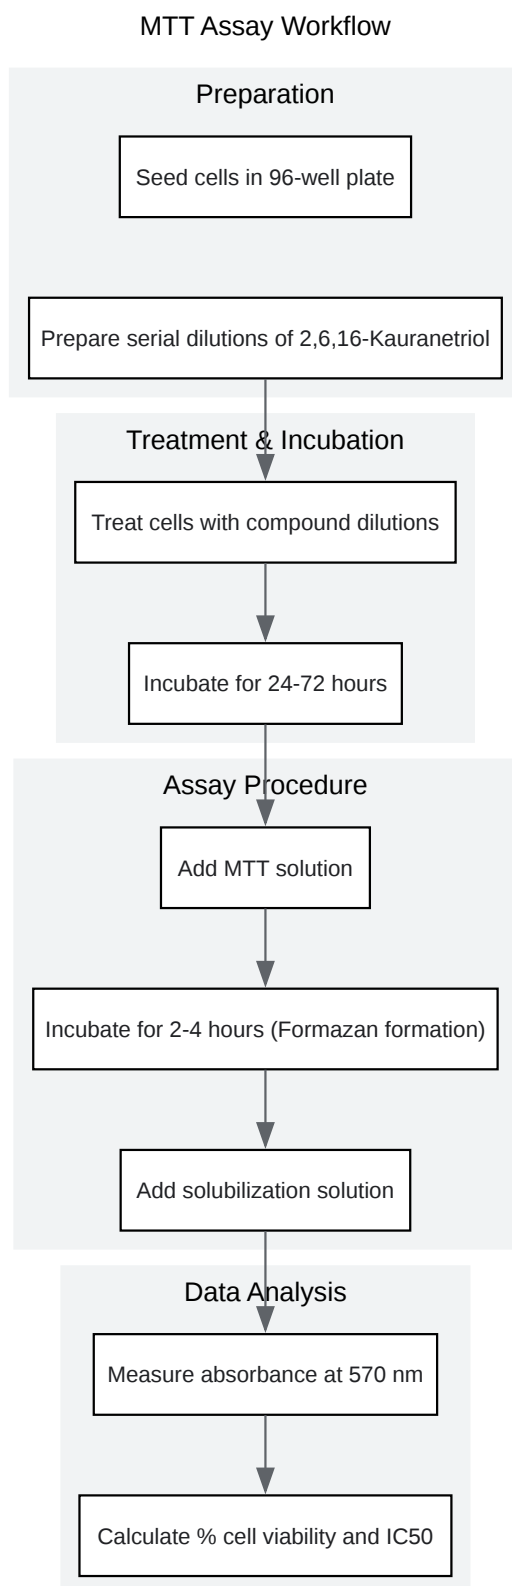 MTT Assay Workflow
Preparation
Seed cells in 96-well plate
Prepare serial dilutions of 2,6,16-Kauranetriol
Treatment & Incubation
Treat cells with compound dilutions
Incubate for 24-72 hours
Assay Procedure
Add MTT solution
Incubate for 2-4 hours (Formazan formation)
Add solubilization solution
Data Analysis
Measure absorbance at 570 nm
Calculate % cell viability and IC50